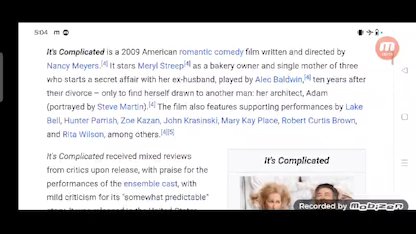 5:04
It's Complicated is a 2009 American romantic comedy film written and directed by
Nancy Meyers.[4] It stars Meryl Streep[4] as a bakery owner and single mother of three
who starts a secret affair with her ex-husband, played by Alec Baldwin,[4] ten years after
their divorce – only to find herself drawn to another man: her architect, Adam
(portrayed by Steve Martin).[4] The film also features supporting performances by Lake
Bell, Hunter Parrish, Zoe Kazan, John Krasinski, Mary Kay Place, Robert Curtis Brown,
and Rita Wilson, among others.[4][5]
It's Complicated received mixed reviews
from critics upon release, with praise for the
performances of the ensemble cast, with
mild criticism for its "somewhat predictable"
It's Complicated
Recorded by mobizen